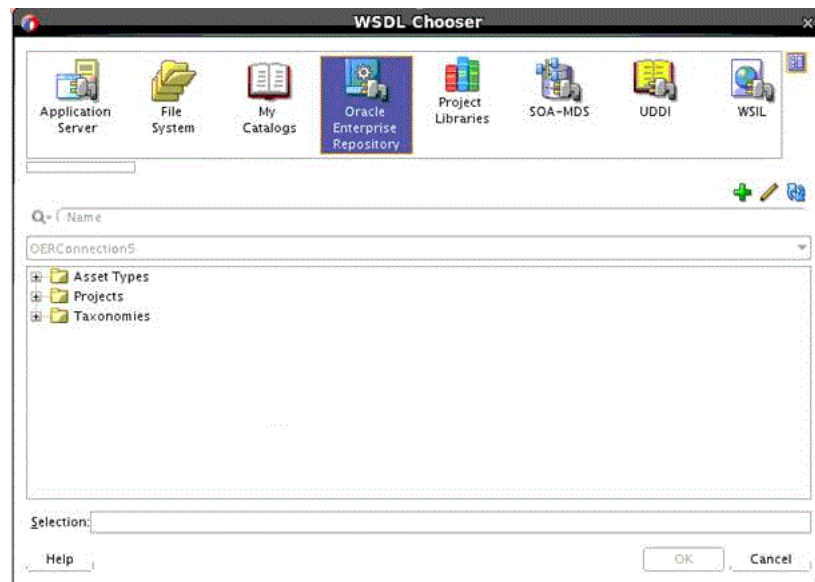 WSDL Chooser
Application Server
File System
My Catalogs
Oracle Enterprise Repository
Project Libraries
SOA-MDS
UDDI
WSIL
Name
OERConnection5
Asset Types
Projects
Taxonomies
Selection:
Help
OK
Cancel